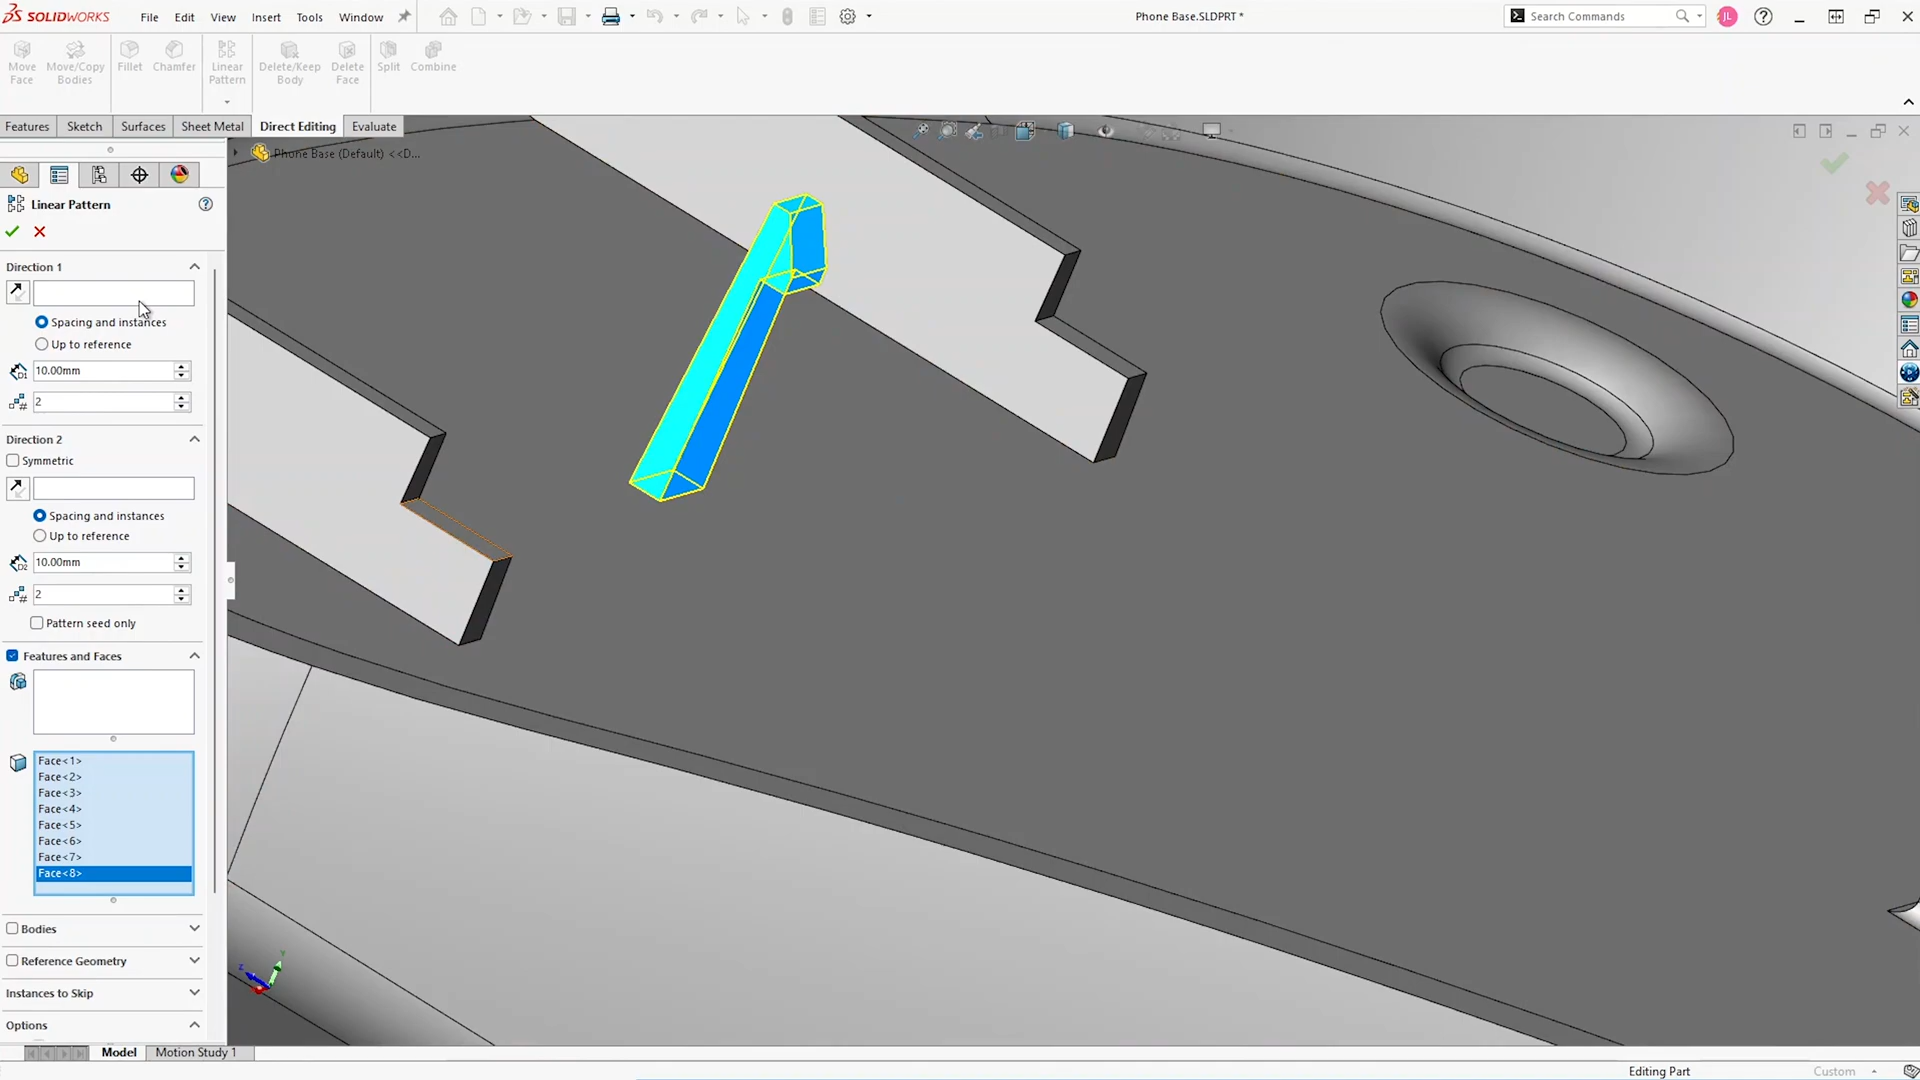 SOLIDWORKS File Edit View Insert Tools Window Phone Base.SLDPRT * Search Commands JL
Move Face
Move/Copy Bodies
Fillet
Chamfer
Linear Pattern
Delete/Keep Body
Delete Face
Split
Combine
Features Sketch Surfaces Sheet Metal Direct Editing Evaluate
Phone Base (Default) <<D...
Linear Pattern
Direction 1
Spacing and instances
Up to reference
D1 10.00mm
2
Direction 2
Symmetric
Spacing and instances
Up to reference
D2 10.00mm
2
Pattern seed only
Features and Faces
Face<1>
Face<2>
Face<3>
Face<4>
Face<5>
Face<6>
Face<7>
Face<8>
Bodies
Reference Geometry
Instances to Skip
Options
Model Motion Study 1
Editing Part Custom